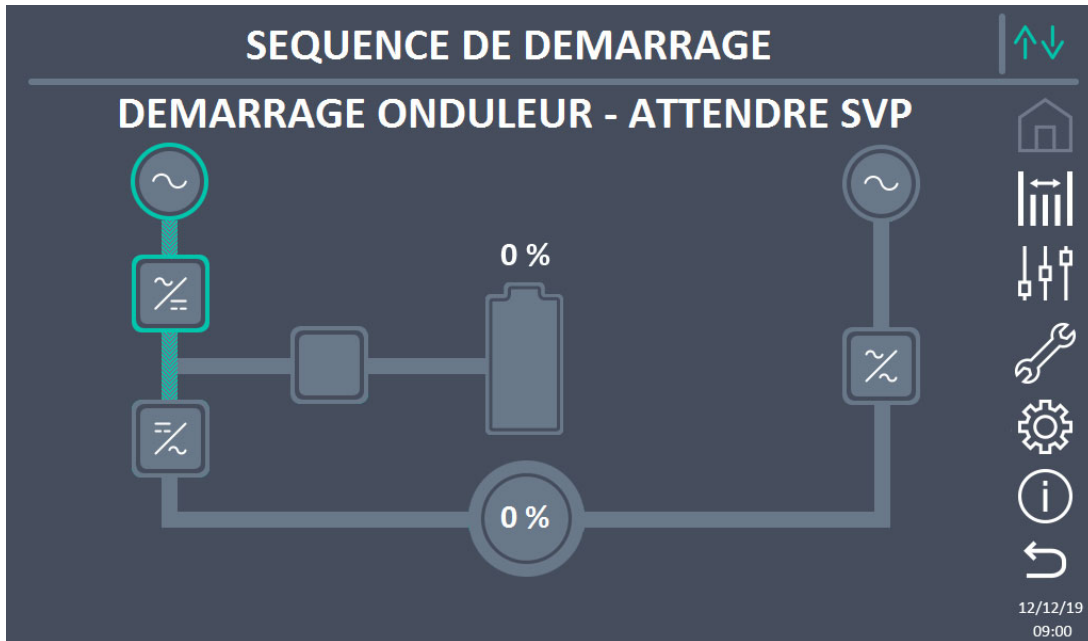 SEQUENCE DE DEMARRAGE
DEMARRAGE ONDULEUR - ATTENDRE SVP
0 %
0 %
12/12/19
09:00